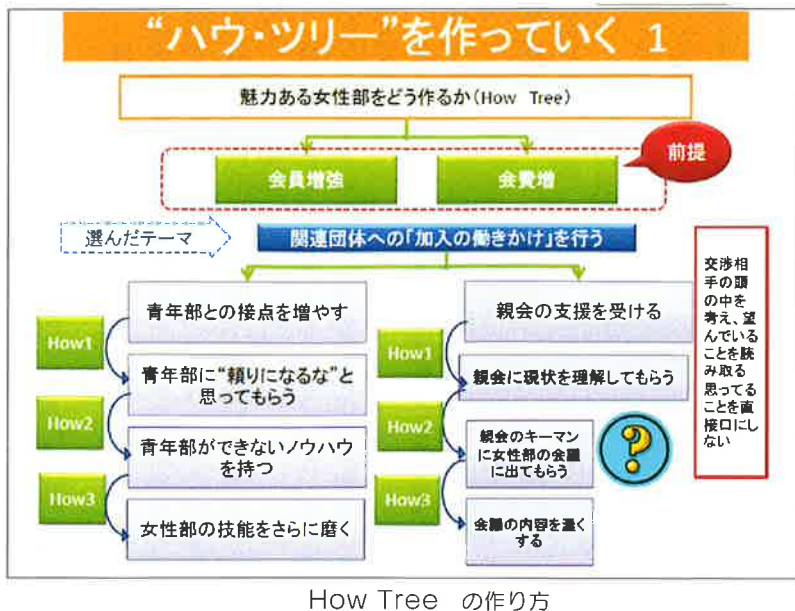 “ハウ・ツリー”を作っていく 1
魅力ある女性部をどう作るか(How Tree)
前提
会員増強
会費増
選んだテーマ
関連団体への「加入の働きかけ」を行う
青年部との接点を増やす
How1
青年部に“頼りになるな”と
思ってもらう
How2
青年部ができないノウハウ
を持つ
How3
女性部の技能をさらに磨く
親会の支援を受ける
How1
親会に現状を理解してもらう
How2
親会のキーマン
に女性部の会議
に出てもらう
?
How3
会議の内容を濃く
する
交渉相
手の頭
の中を
考え、望
んでいる
ことを読
み取る
思ってる
ことを直
接口にし
ない
How Tree の作り方